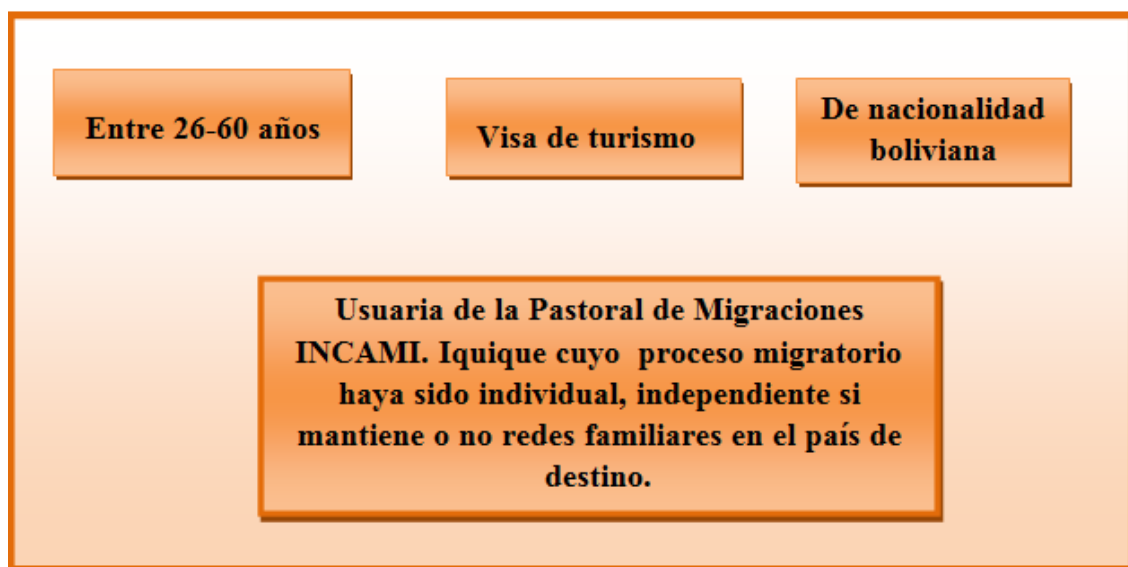 Entre 26-60 años
Visa de turismo
De nacionalidad
boliviana
Usuaria de la Pastoral de Migraciones
INCAMI. Iquique cuyo  proceso migratorio
haya sido individual, independiente si
mantiene o no redes familiares en el país de
destino.